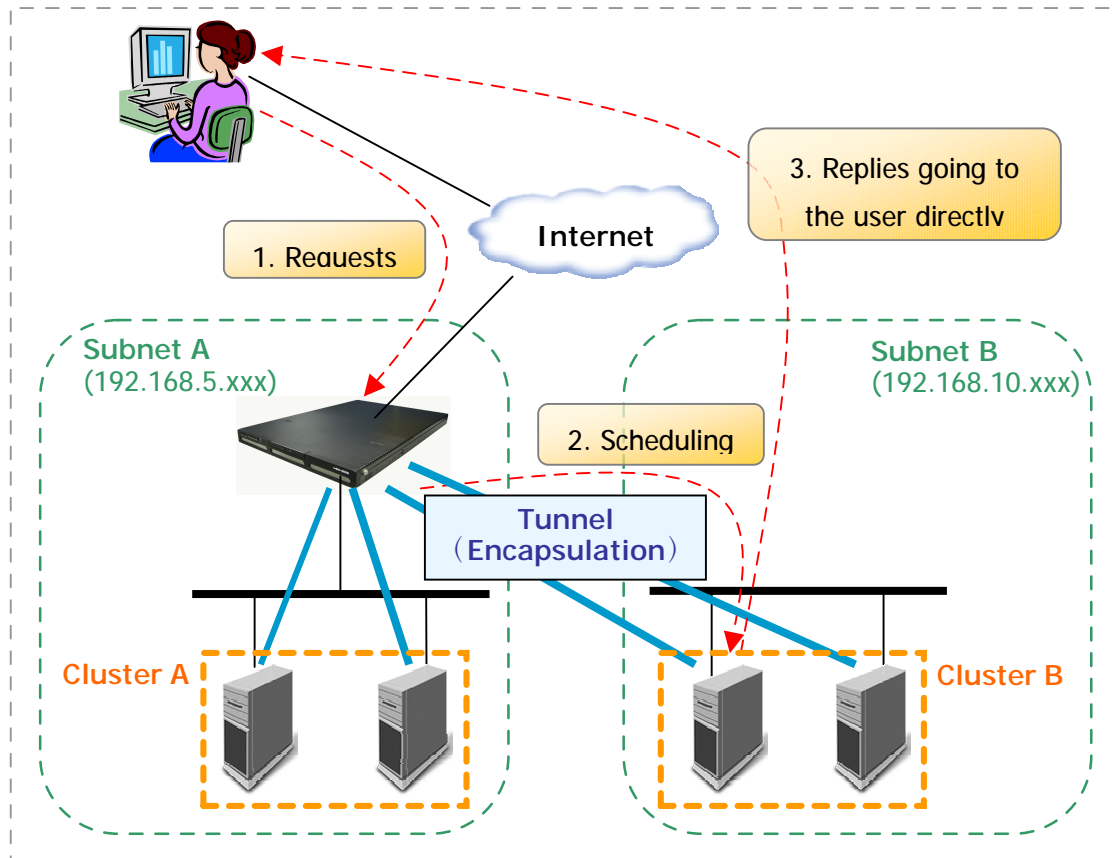 1. Requests
Internet
3. Replies going to
the user directly
Subnet A
(192.168.5.xxx)
Subnet B
(192.168.10.xxx)
2. Scheduling
Tunnel
（Encapsulation）
Cluster A
Cluster B